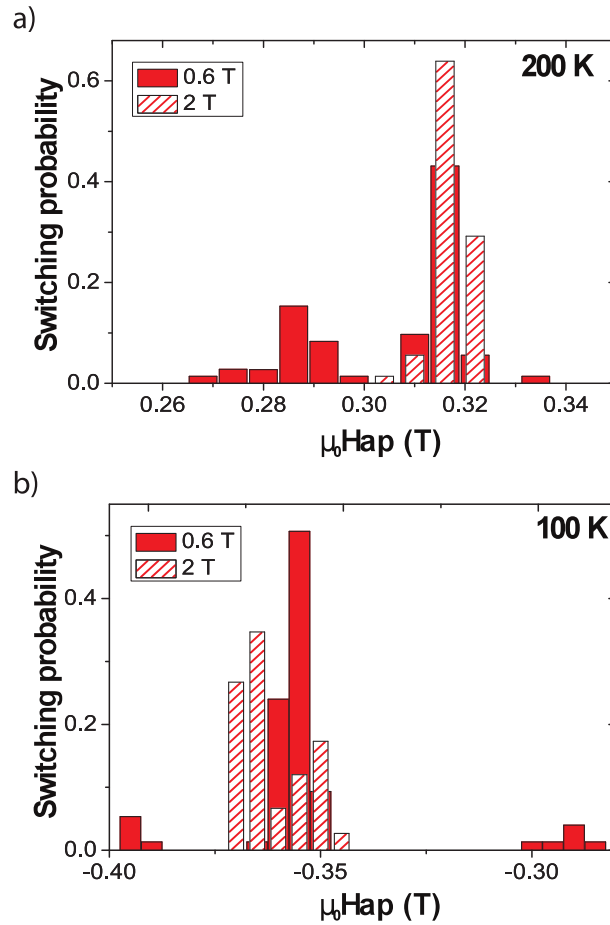 a)
200 K
0.6 T
2 T
Switching probability
0.6
0.4
0.2
0.0
0.26 0.28 0.30 0.32 0.34
μ₀Hap (T)
b)
100 K
0.6 T
2 T
Switching probability
0.4
0.2
0.0
-0.40 -0.35 -0.30
μ₀Hap (T)